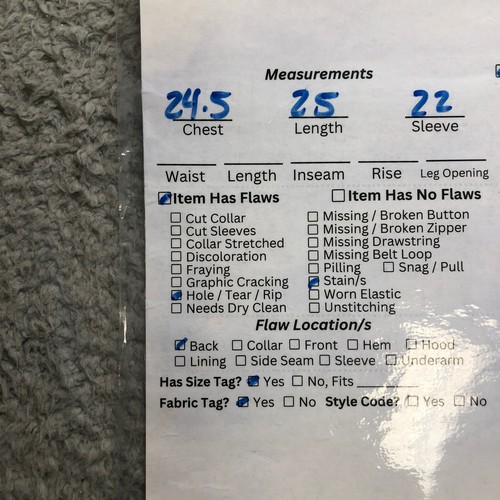 Measurements
24.5 25 22
Chest Length Sleeve
Waist Length Inseam Rise Leg Opening
Item Has Flaws Item Has No Flaws
Cut Collar Missing / Broken Button
Cut Sleeves Missing / Broken Zipper
Collar Stretched Missing Drawstring
Discoloration Missing Belt Loop
Fraying Pilling Snag / Pull
Graphic Cracking Stain/s
Hole / Tear / Rip Worn Elastic
Needs Dry Clean Unstitching
Flaw Location/s
Back Collar Front Hem Hood
Lining Side Seam Sleeve Underarm
Has Size Tag? Yes No, Fits
Fabric Tag? Yes No Style Code? Yes No